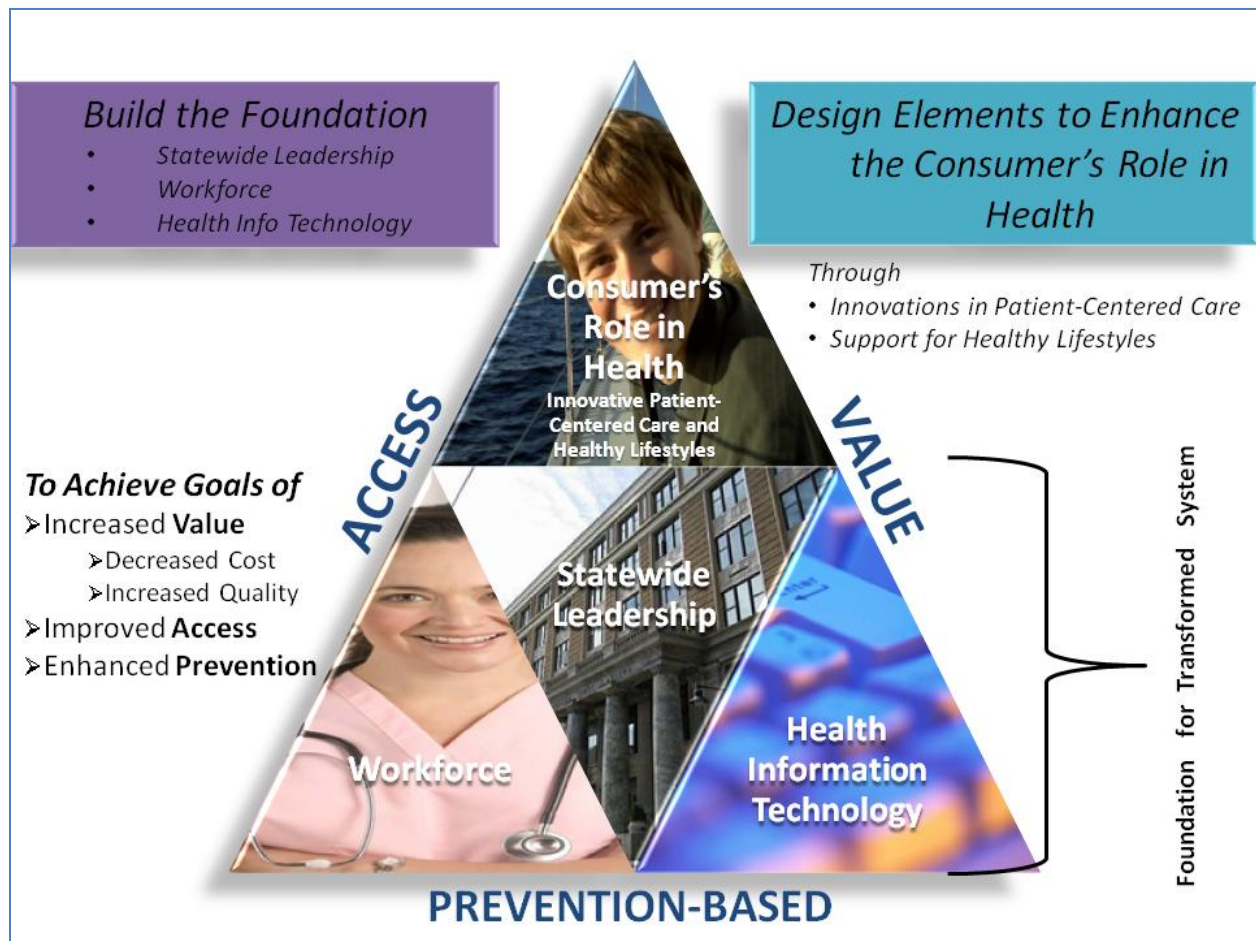 Build the Foundation
• Statewide Leadership
• Workforce
• Health Info Technology
Design Elements to Enhance
the Consumer’s Role in
Health
Through
• Innovations in Patient-Centered Care
• Support for Healthy Lifestyles
Consumer’s
Role in
Health
Innovative Patient-
Centered Care and
Healthy Lifestyles
ACCESS
VALUE
To Achieve Goals of
➢Increased Value
➢Decreased Cost
➢Increased Quality
➢Improved Access
➢Enhanced Prevention
Statewide
Leadership
enter
Workforce
Health
Information
Technology
Foundation for Transformed System
PREVENTION-BASED